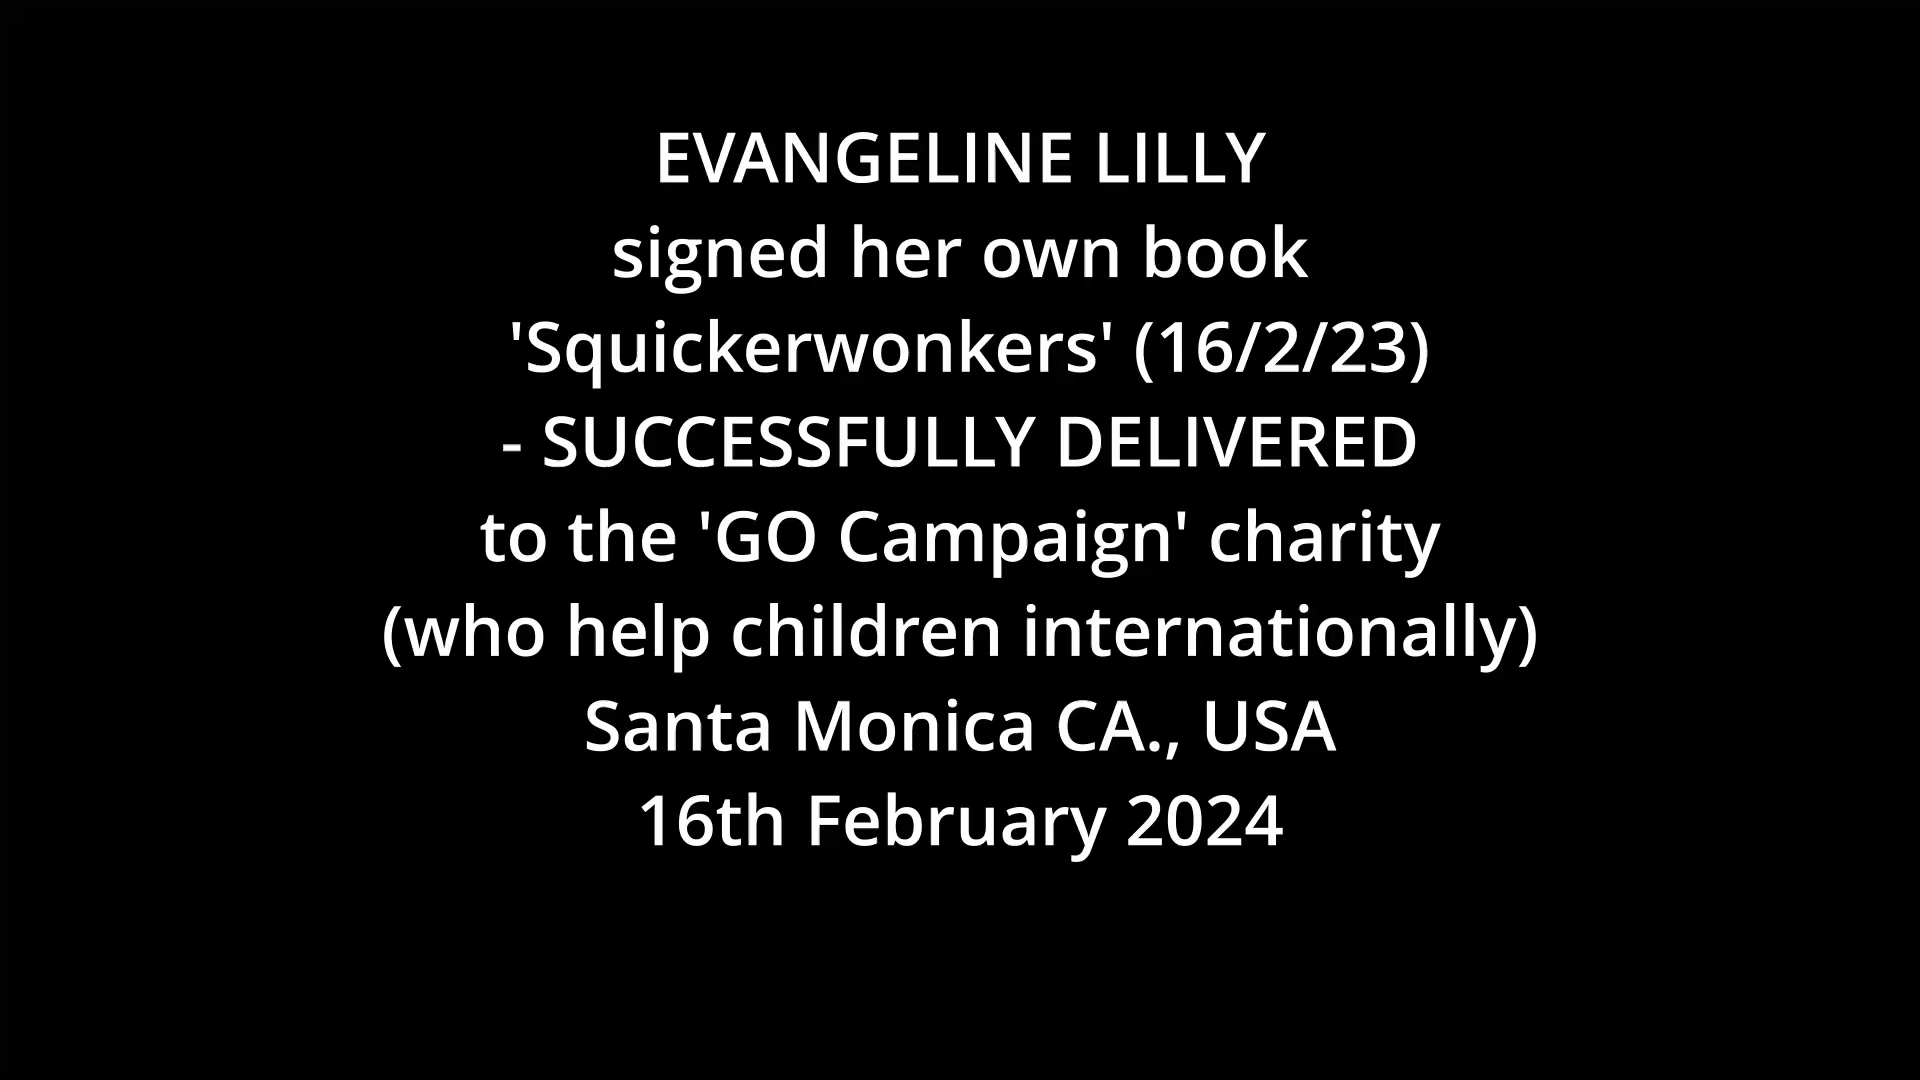 EVANGELINE LILLY
signed her own book
'Squickerwonkers' (16/2/23)
- SUCCESSFULLY DELIVERED
to the 'GO Campaign' charity
(who help children internationally)
Santa Monica CA., USA
16th February 2024